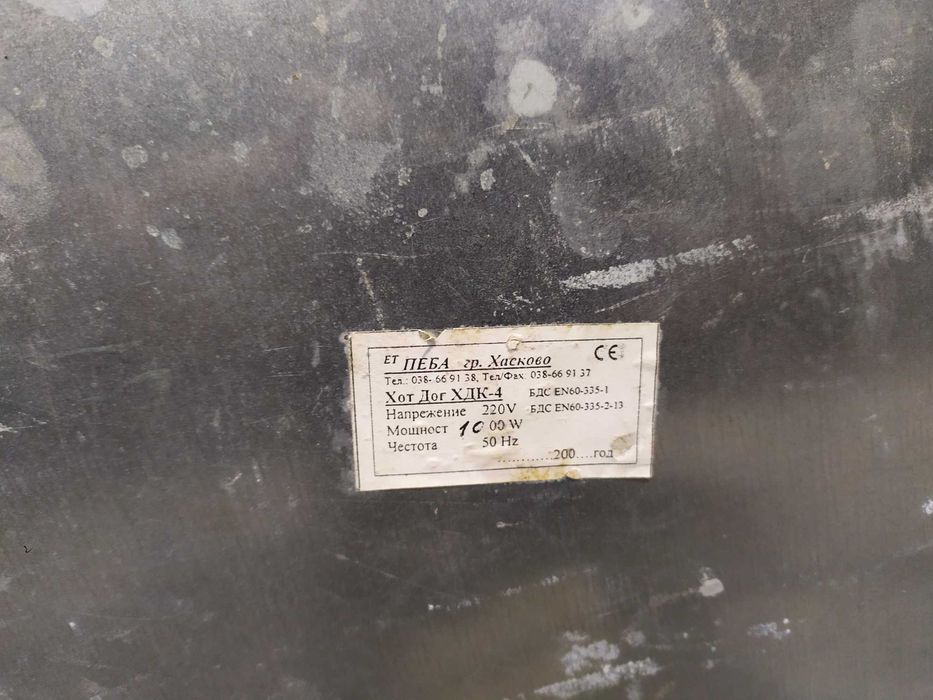 ЕТ ПЕБА гр. Хасково CE
Тел.: 038- 66 91 38, Тел/Фах 038-66 91 37
Хот Дог ХДК-4 БДС EN60-335-1
Напрежение 220V БДС EN60-335-2-13
Мощност 1000 W
Честота 50 Hz
............200....год